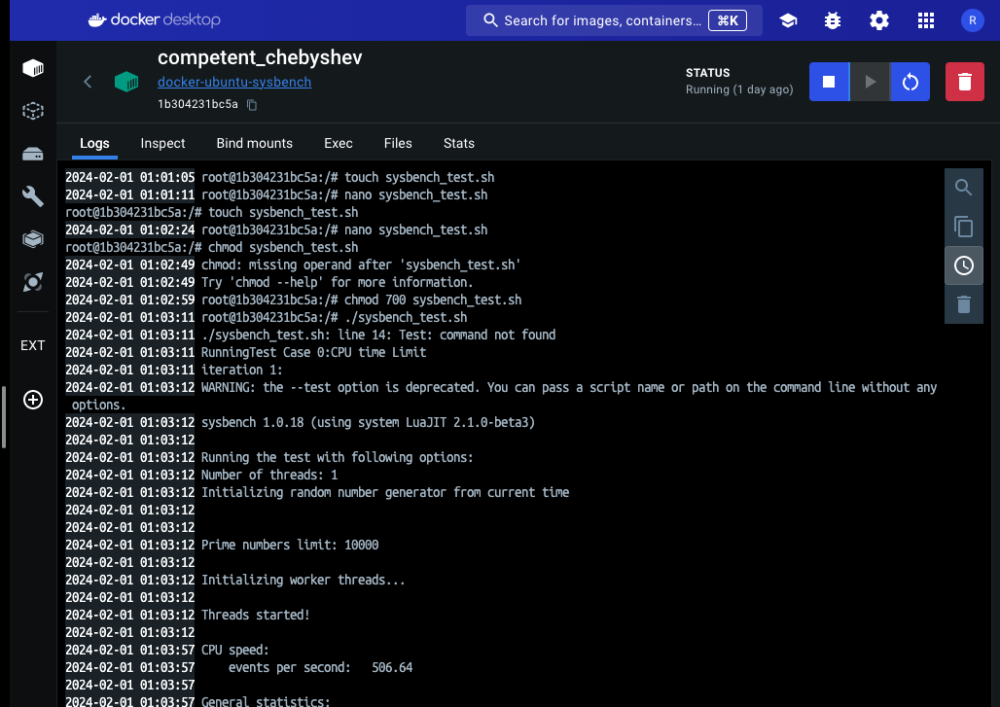 docker desktop
Search for images, containers... ⌘K
R
competent_chebyshev
docker-ubuntu-sysbench
1b304231bc5a
STATUS
Running (1 day ago)
Logs Inspect Bind mounts Exec Files Stats
EXT
2024-02-01 01:01:05 root@1b304231bc5a:/# touch sysbench_test.sh
2024-02-01 01:01:11 root@1b304231bc5a:/# nano sysbench_test.sh
root@1b304231bc5a:/# touch sysbench_test.sh
2024-02-01 01:02:24 root@1b304231bc5a:/# nano sysbench_test.sh
root@1b304231bc5a:/# chmod sysbench_test.sh
2024-02-01 01:02:49 chmod: missing operand after 'sysbench_test.sh'
2024-02-01 01:02:49 Try 'chmod --help' for more information.
2024-02-01 01:02:59 root@1b304231bc5a:/# chmod 700 sysbench_test.sh
2024-02-01 01:03:11 root@1b304231bc5a:/# ./sysbench_test.sh
2024-02-01 01:03:11 ./sysbench_test.sh: line 14: Test: command not found
2024-02-01 01:03:11 RunningTest Case 0:CPU time Limit
2024-02-01 01:03:11 iteration 1:
2024-02-01 01:03:12 WARNING: the --test option is deprecated. You can pass a script name or path on the command line without any
options.
2024-02-01 01:03:12 sysbench 1.0.18 (using system LuaJIT 2.1.0-beta3)
2024-02-01 01:03:12
2024-02-01 01:03:12 Running the test with following options:
2024-02-01 01:03:12 Number of threads: 1
2024-02-01 01:03:12 Initializing random number generator from current time
2024-02-01 01:03:12
2024-02-01 01:03:12
2024-02-01 01:03:12 Prime numbers limit: 10000
2024-02-01 01:03:12
2024-02-01 01:03:12 Initializing worker threads...
2024-02-01 01:03:12
2024-02-01 01:03:12 Threads started!
2024-02-01 01:03:12
2024-02-01 01:03:57 CPU speed:
2024-02-01 01:03:57 events per second: 506.64
2024-02-01 01:03:57
2024-02-01 01:03:57 General statistics: